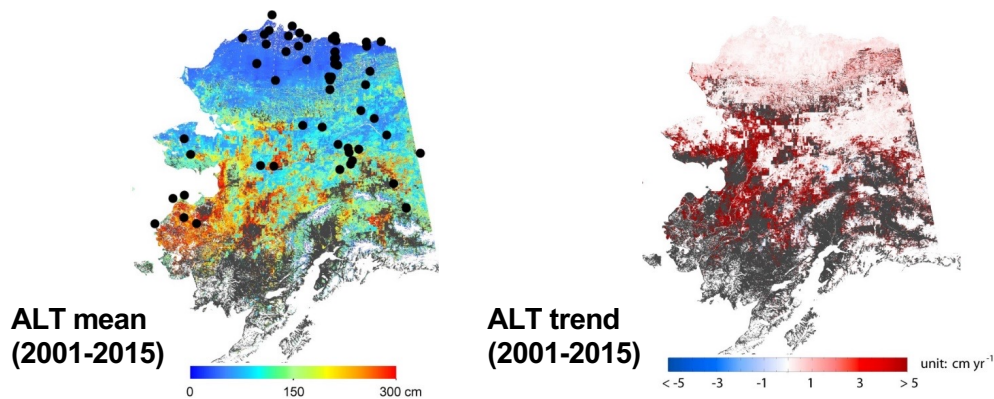 ALT mean
(2001-2015)
0 150 300 cm
ALT trend
(2001-2015)
< -5 -3 -1 1 3 > 5 unit: cm yr⁻¹